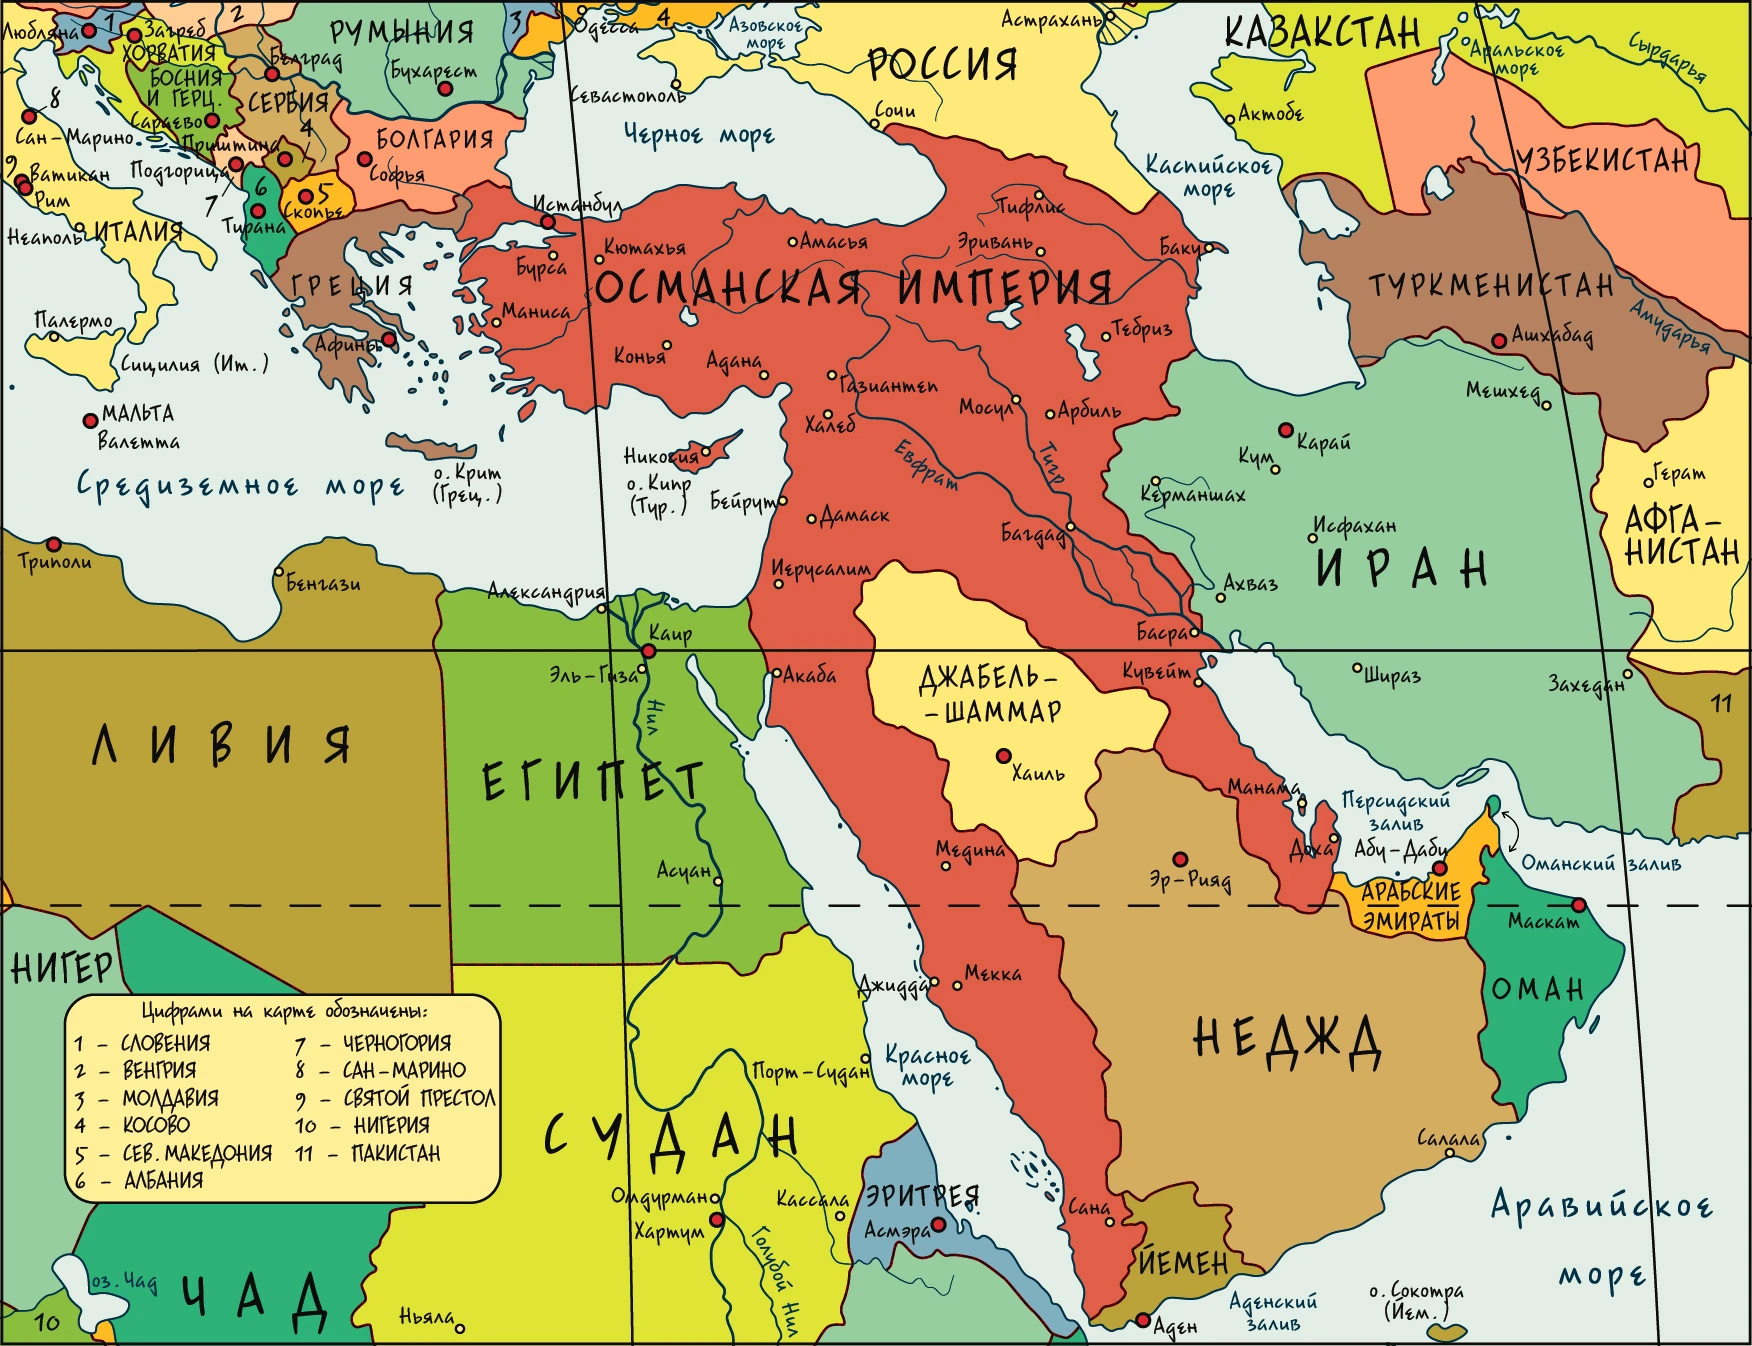 Любляна
1
Загреб
2
РУМЫНИЯ
3
Одесса
4
Азовское
море
Астрахань
КАЗАХСТАН
Аральское
море
Сырдарья
ХОРВАТИЯ
Белград
Бухарест
РОССИЯ
БОСНИЯ
И ГЕРЦ.
СЕРБИЯ
8
Севастополь
Сочи
Актобе
Сараево
4
Сан-Марино
Приштина
БОЛГАРИЯ
Черное море
Каспийское
море
УЗБЕКИСТАН
9
Ватикан
Рим
Подгорица
Софья
6
5
7
Скопье
Истанбул
Тифлис
Неаполь
ИТАЛИЯ
Тирана
Кютахья
Амасья
Эривань
Баку
Бурса
ГРЕЦИЯ
ОСМАНСКАЯ ИМПЕРИЯ
ТУРКМЕНИСТАН
Маниса
Амударья
Палермо
Афины
Тебриз
Ашхабад
Сицилия (Ит.)
Конья
Адана
Газиантеп
Мешхед
МАЛЬТА
Валетта
Халеб
Мосул
Арбиль
Карай
Никосия
Евфрат
Тигр
Кум
Герат
Средиземное море
о. Крит
(Грец.)
о. Кипр
(Тур.)
Бейрут
Керманшах
Дамаск
Багдад
Исфахан
АФГА-
НИСТАН
Триполи
Бенгази
Иерусалим
ИРАН
Александрия
Ахваз
Каир
Басра
Эль-Гиза
Акаба
ДЖАБЕЛЬ-
-ШАММАР
Кувейт
Шираз
Захедан
11
Нил
ЛИВИЯ
ЕГИПЕТ
Хаиль
Манама
Персидский
залив
Медина
Доха
Абу-Даби
Оманский залив
Асуан
Эр-Рияд
АРАБСКИЕ
ЭМИРАТЫ
Маскат
НИГЕР
Джидда
Мекка
ОМАН
Цифрами на карте обозначены:
1 - СЛОВЕНИЯ
2 - ВЕНГРИЯ
3 - МОЛДАВИЯ
4 - КОСОВО
5 - СЕВ. МАКЕДОНИЯ
6 - АЛБАНИЯ
7 - ЧЕРНОГОРИЯ
8 - САН-МАРИНО
9 - СВЯТОЙ ПРЕСТОЛ
10 - НИГЕРИЯ
11 - ПАКИСТАН
Красное
море
НЕДЖД
Порт-Судан
СУДАН
Салала
Омдурман
Кассала
ЭРИТРЕЯ
Сана
Аравийское
море
Хартум
Асмэра
Голубой Нил
ЙЕМЕН
оз. Чад
ЧАД
10
Ньяла
Аденский
залив
Аден
о. Сокотра
(Йем.)